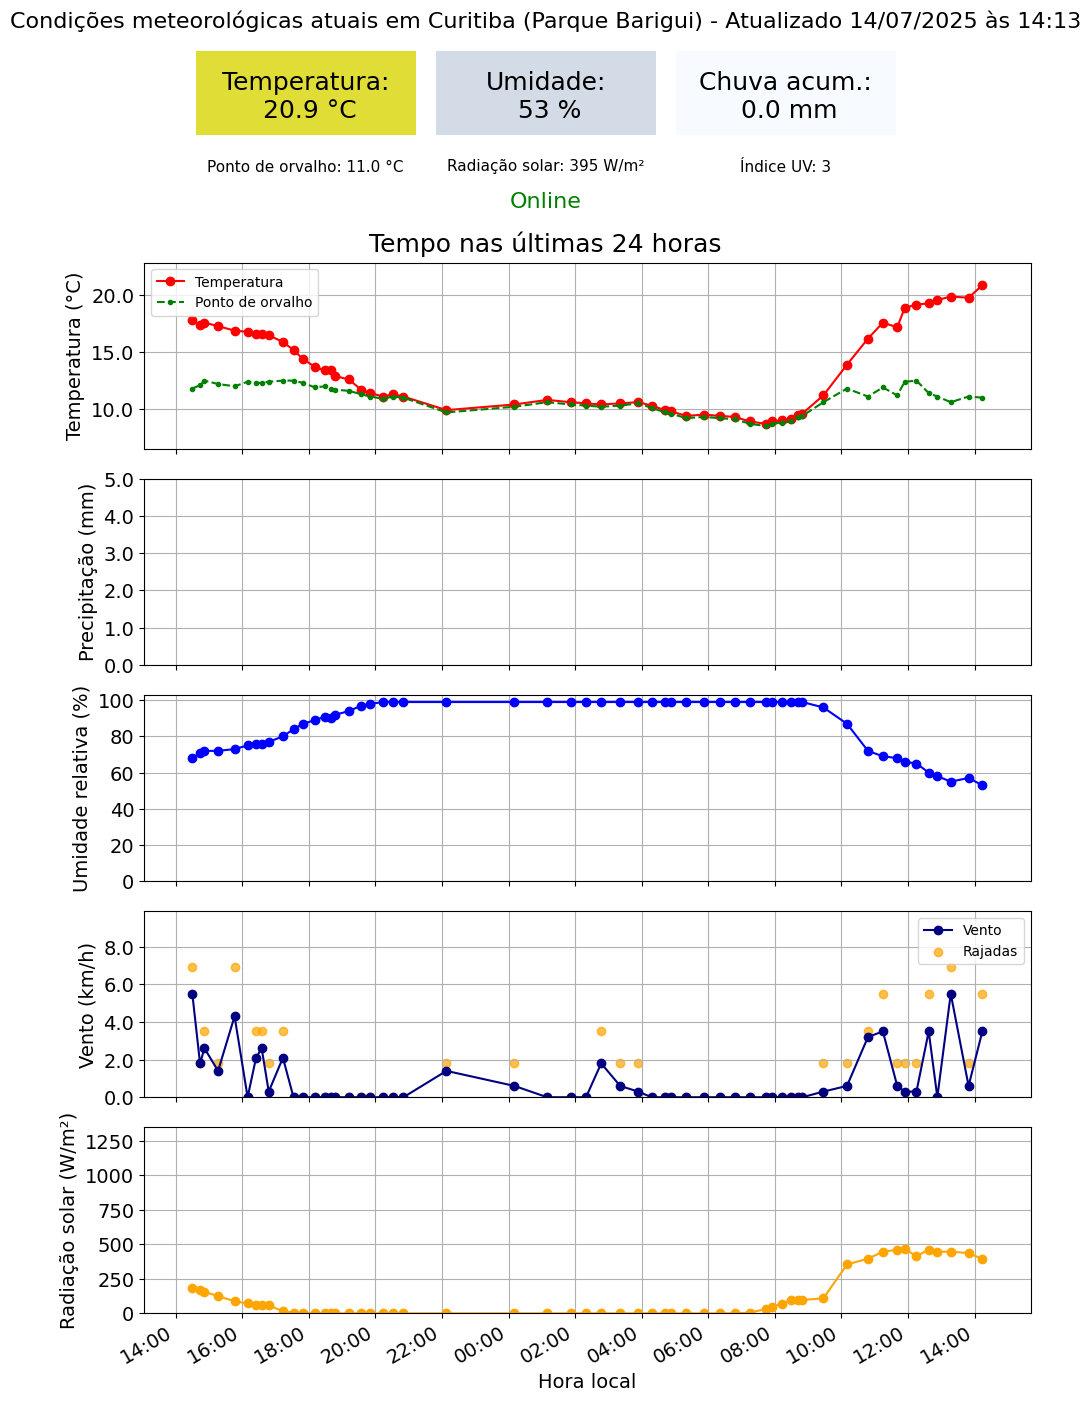 Condições meteorológicas atuais em Curitiba (Parque Barigui) - Atualizado 14/07/2025 às 14:13
Temperatura:
20.9 °C
Umidade:
53 %
Chuva acum.:
0.0 mm
Ponto de orvalho: 11.0 °C
Radiação solar: 395 W/m²
Índice UV: 3
Online
Tempo nas últimas 24 horas
Temperatura (°C)
20.0
15.0
10.0
Temperatura
Ponto de orvalho
Precipitação (mm)
5.0
4.0
3.0
2.0
1.0
0.0
Umidade relativa (%)
100
80
60
40
20
0
Vento (km/h)
8.0
6.0
4.0
2.0
0.0
Vento
Rajadas
Radiação solar (W/m²)
1250
1000
750
500
250
0
14:00 16:00 18:00 20:00 22:00 00:00 02:00 04:00 06:00 08:00 10:00 12:00 14:00
Hora local